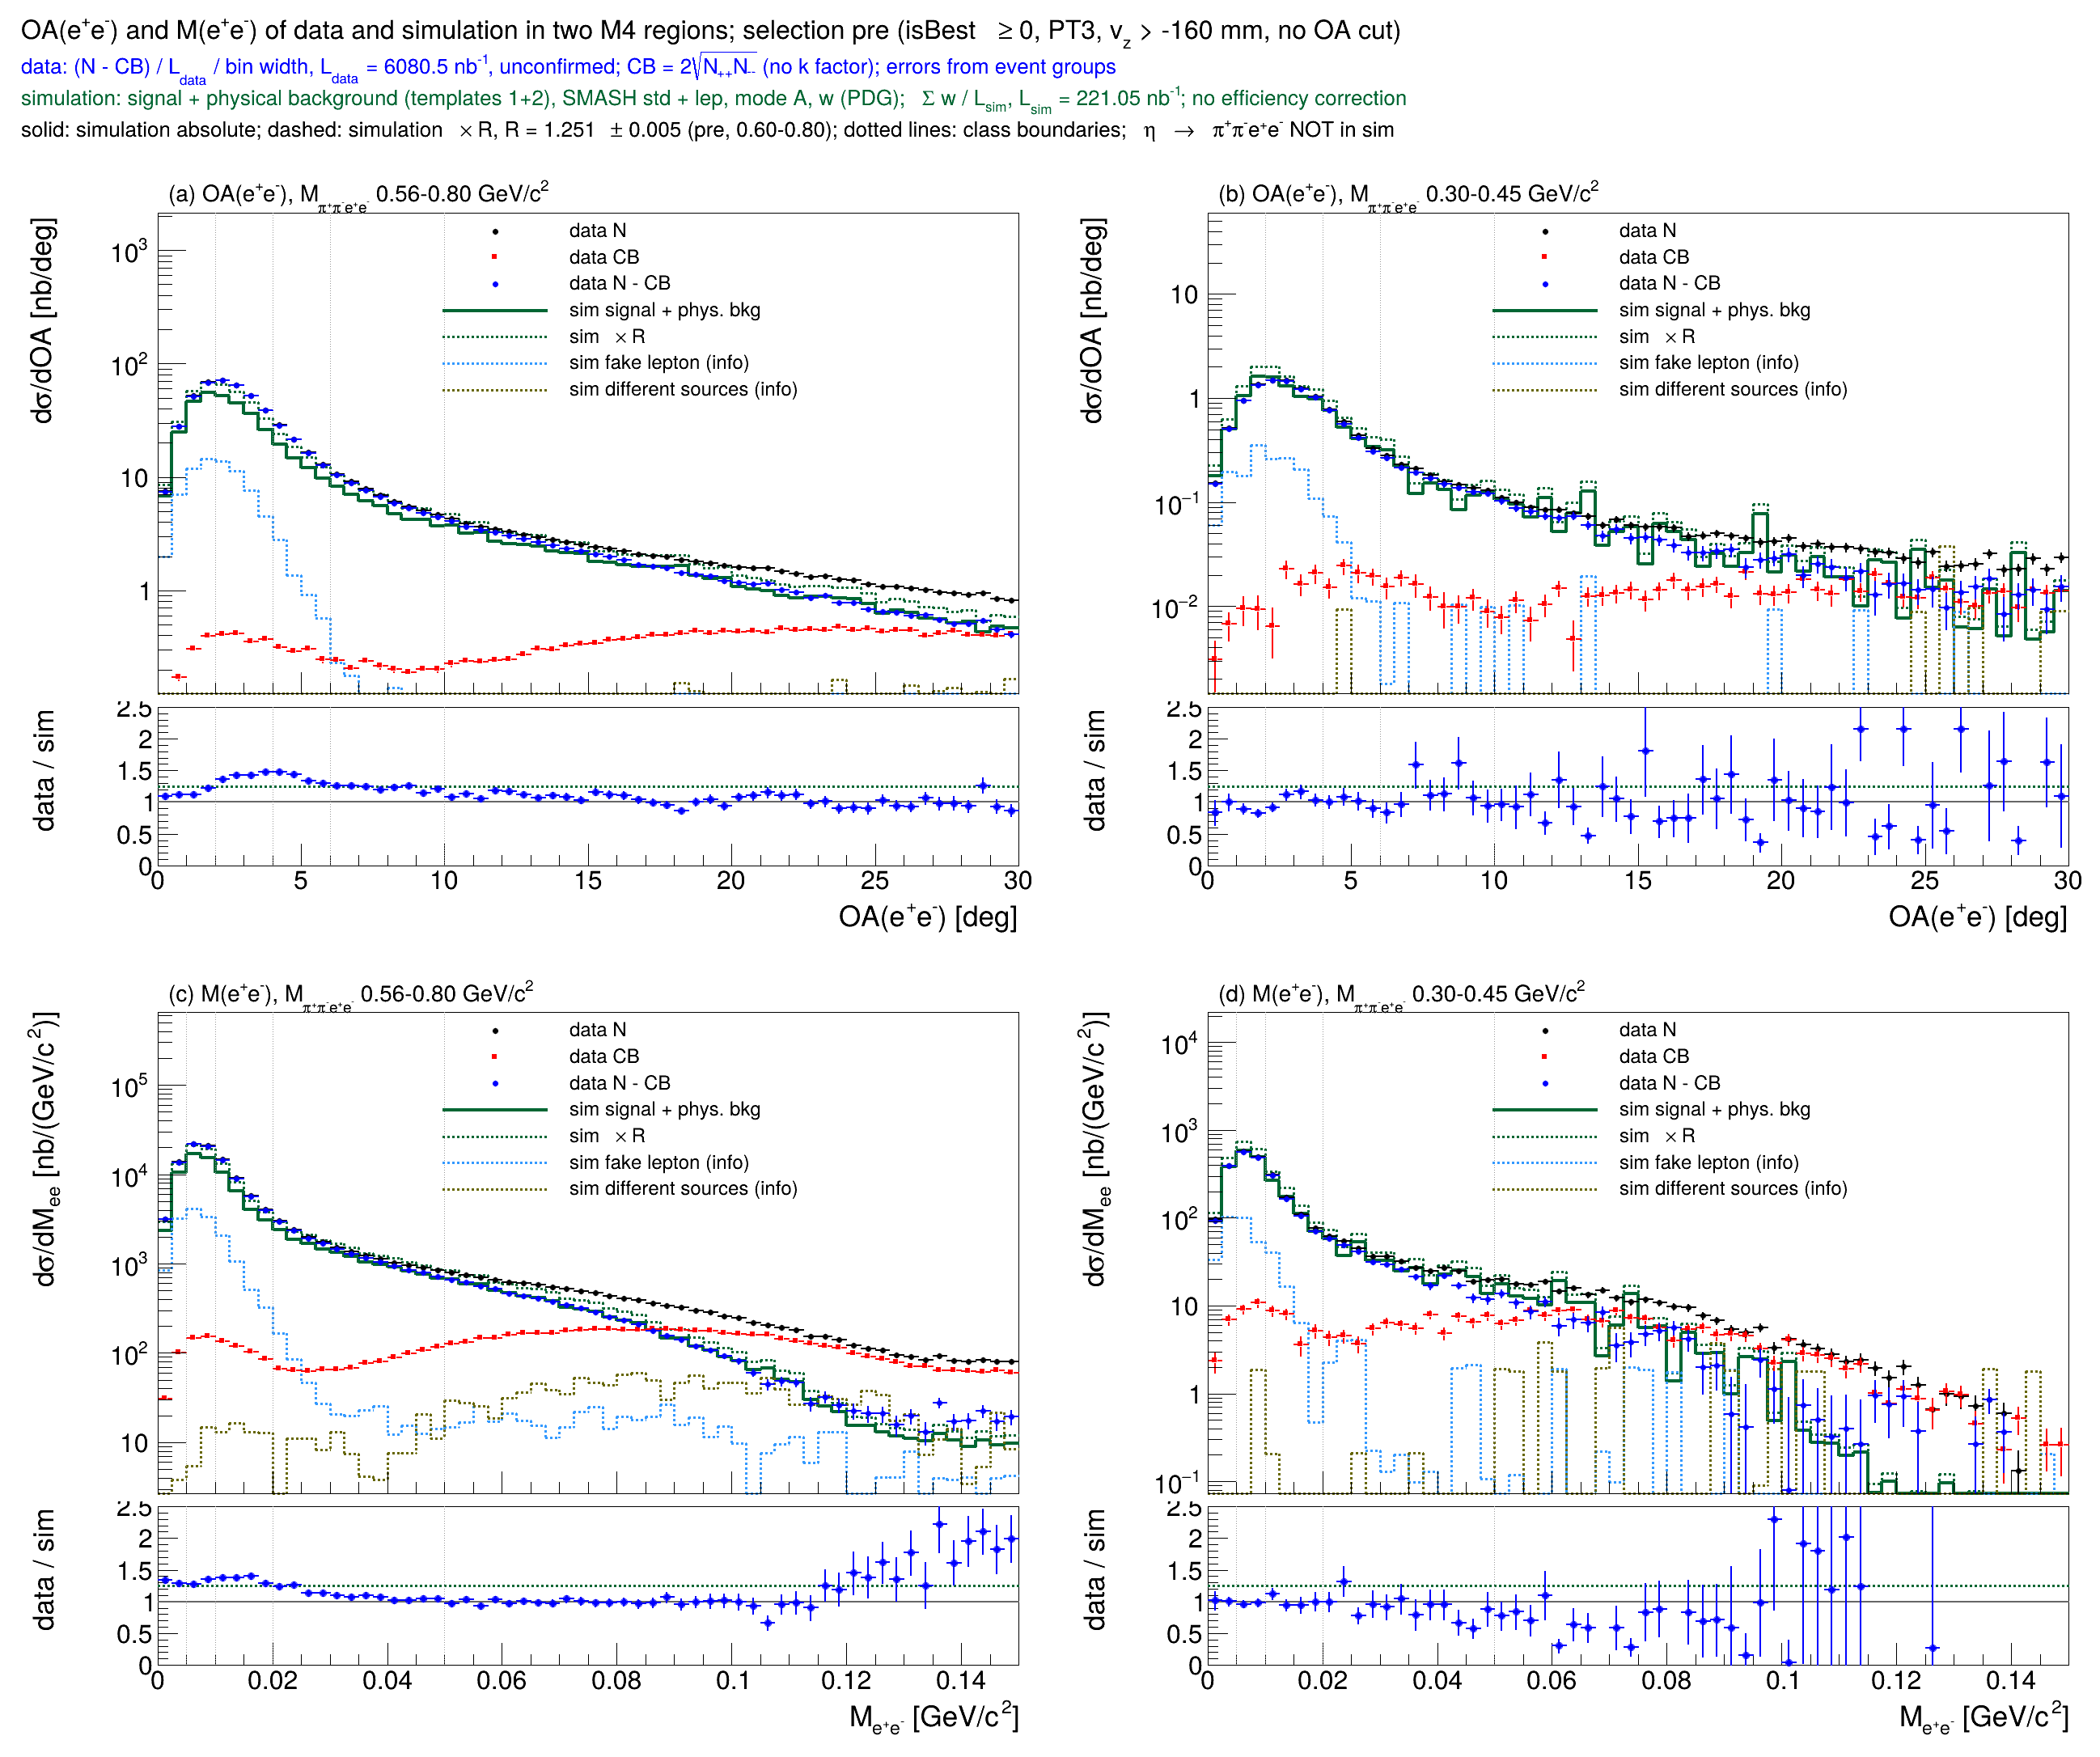 OA(e⁺e⁻) and M(e⁺e⁻) of data and simulation in two M4 regions; selection pre (isBest ≥ 0, PT3, v_z > -160 mm, no OA cut)
data: (N - CB) / L_data / bin width, L_data = 6080.5 nb⁻¹, unconfirmed; CB = 2√N₊₊N₋₋ (no k factor); errors from event groups
simulation: signal + physical background (templates 1+2), SMASH std + lep, mode A, w (PDG); Σ w / L_sim, L_sim = 221.05 nb⁻¹; no efficiency correction
solid: simulation absolute; dashed: simulation × R, R = 1.251 ± 0.005 (pre, 0.60-0.80); dotted lines: class boundaries; η → π⁺π⁻e⁺e⁻ NOT in sim
(a) OA(e⁺e⁻), M_π⁺π⁻e⁺e⁻ 0.56-0.80 GeV/c²
dσ/dOA [nb/deg]
10³
10²
10
1
data N
data CB
data N - CB
sim signal + phys. bkg
sim × R
sim fake lepton (info)
sim different sources (info)
data / sim
2.5
2
1.5
1
0.5
0
0 5 10 15 20 25 30
OA(e⁺e⁻) [deg]
(b) OA(e⁺e⁻), M_π⁺π⁻e⁺e⁻ 0.30-0.45 GeV/c²
dσ/dOA [nb/deg]
10
1
10⁻¹
10⁻²
data N
data CB
data N - CB
sim signal + phys. bkg
sim × R
sim fake lepton (info)
sim different sources (info)
data / sim
2.5
2
1.5
1
0.5
0
0 5 10 15 20 25 30
OA(e⁺e⁻) [deg]
(c) M(e⁺e⁻), M_π⁺π⁻e⁺e⁻ 0.56-0.80 GeV/c²
dσ/dM_ee [nb/(GeV/c²)]
10⁵
10⁴
10³
10²
10
data N
data CB
data N - CB
sim signal + phys. bkg
sim × R
sim fake lepton (info)
sim different sources (info)
data / sim
2.5
2
1.5
1
0.5
0
0 0.02 0.04 0.06 0.08 0.1 0.12 0.14
M_e⁺e⁻ [GeV/c²]
(d) M(e⁺e⁻), M_π⁺π⁻e⁺e⁻ 0.30-0.45 GeV/c²
dσ/dM_ee [nb/(GeV/c²)]
10⁴
10³
10²
10
1
10⁻¹
data N
data CB
data N - CB
sim signal + phys. bkg
sim × R
sim fake lepton (info)
sim different sources (info)
data / sim
2.5
2
1.5
1
0.5
0
0 0.02 0.04 0.06 0.08 0.1 0.12 0.14
M_e⁺e⁻ [GeV/c²]